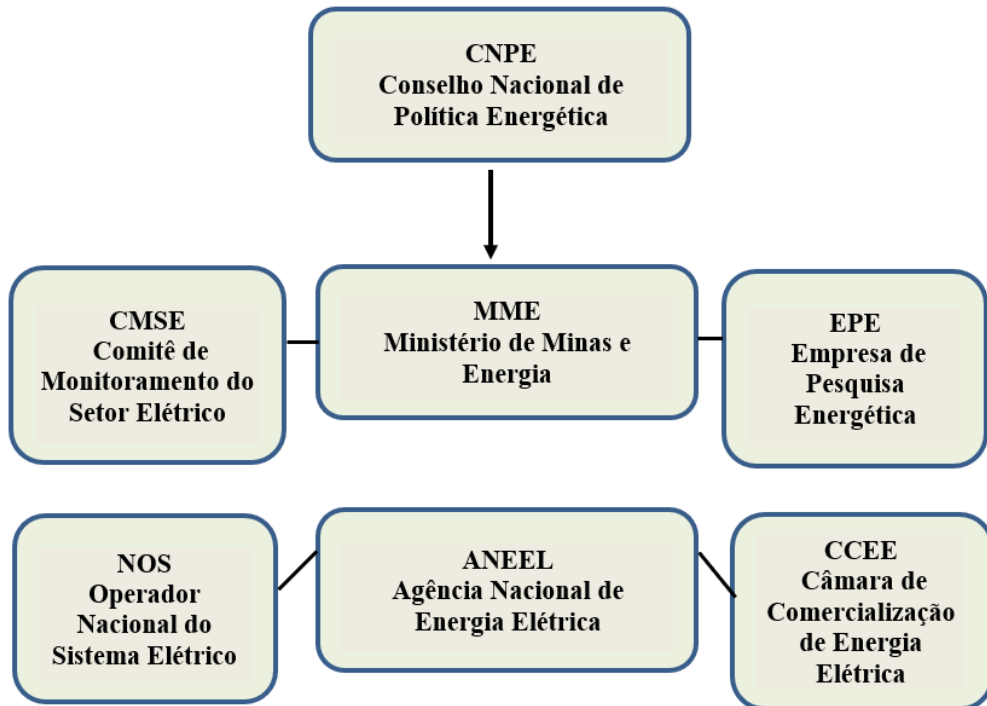 CNPE
Conselho Nacional de
Política Energética
CMSE
Comitê de
Monitoramento do
Setor Elétrico
MME
Ministério de Minas e
Energia
EPE
Empresa de
Pesquisa
Energética
NOS
Operador
Nacional do
Sistema Elétrico
ANEEL
Agência Nacional de
Energia Elétrica
CCEE
Câmara de
Comercialização
de Energia
Elétrica